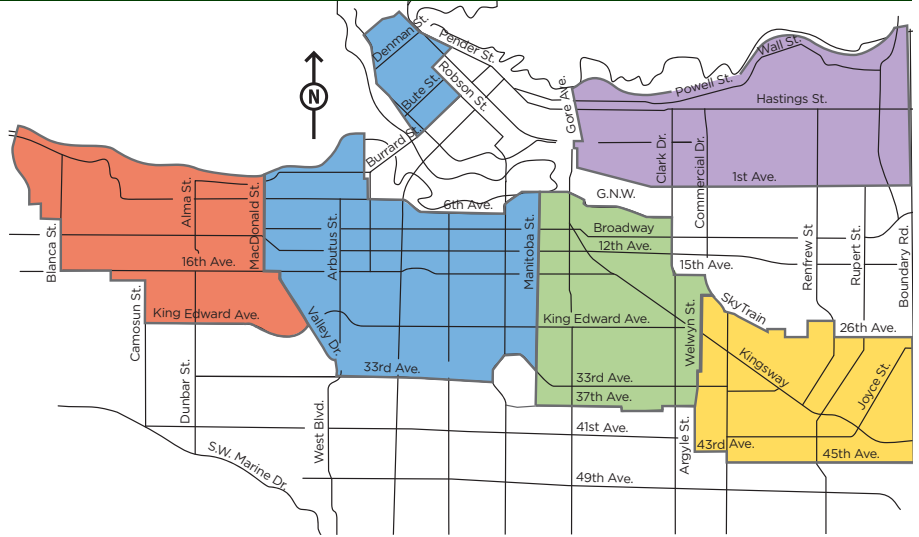 Denman St.
Pender St.
Robson St.
Bute St.
Burrard St.
N
Gore Ave.
Wall St.
Powell St.
Hastings St.
Clark Dr.
Commercial Dr.
1st Ave.
G.N.W.
6th Ave.
Alma St.
MacDonald St.
Arbutus St.
Manitoba St.
Broadway
12th Ave.
15th Ave.
Blanca St.
16th Ave.
Renfrew St
Rupert St.
Boundary Rd.
Camosun St.
King Edward Ave.
Valley Dr.
King Edward Ave.
Welwyn St.
SkyTrain
26th Ave.
Kingsway
Joyce St.
Dunbar St.
33rd Ave.
33rd Ave.
37th Ave.
West Blvd.
41st Ave.
Argyle St.
43rd Ave.
45th Ave.
S.W. Marine Dr.
49th Ave.